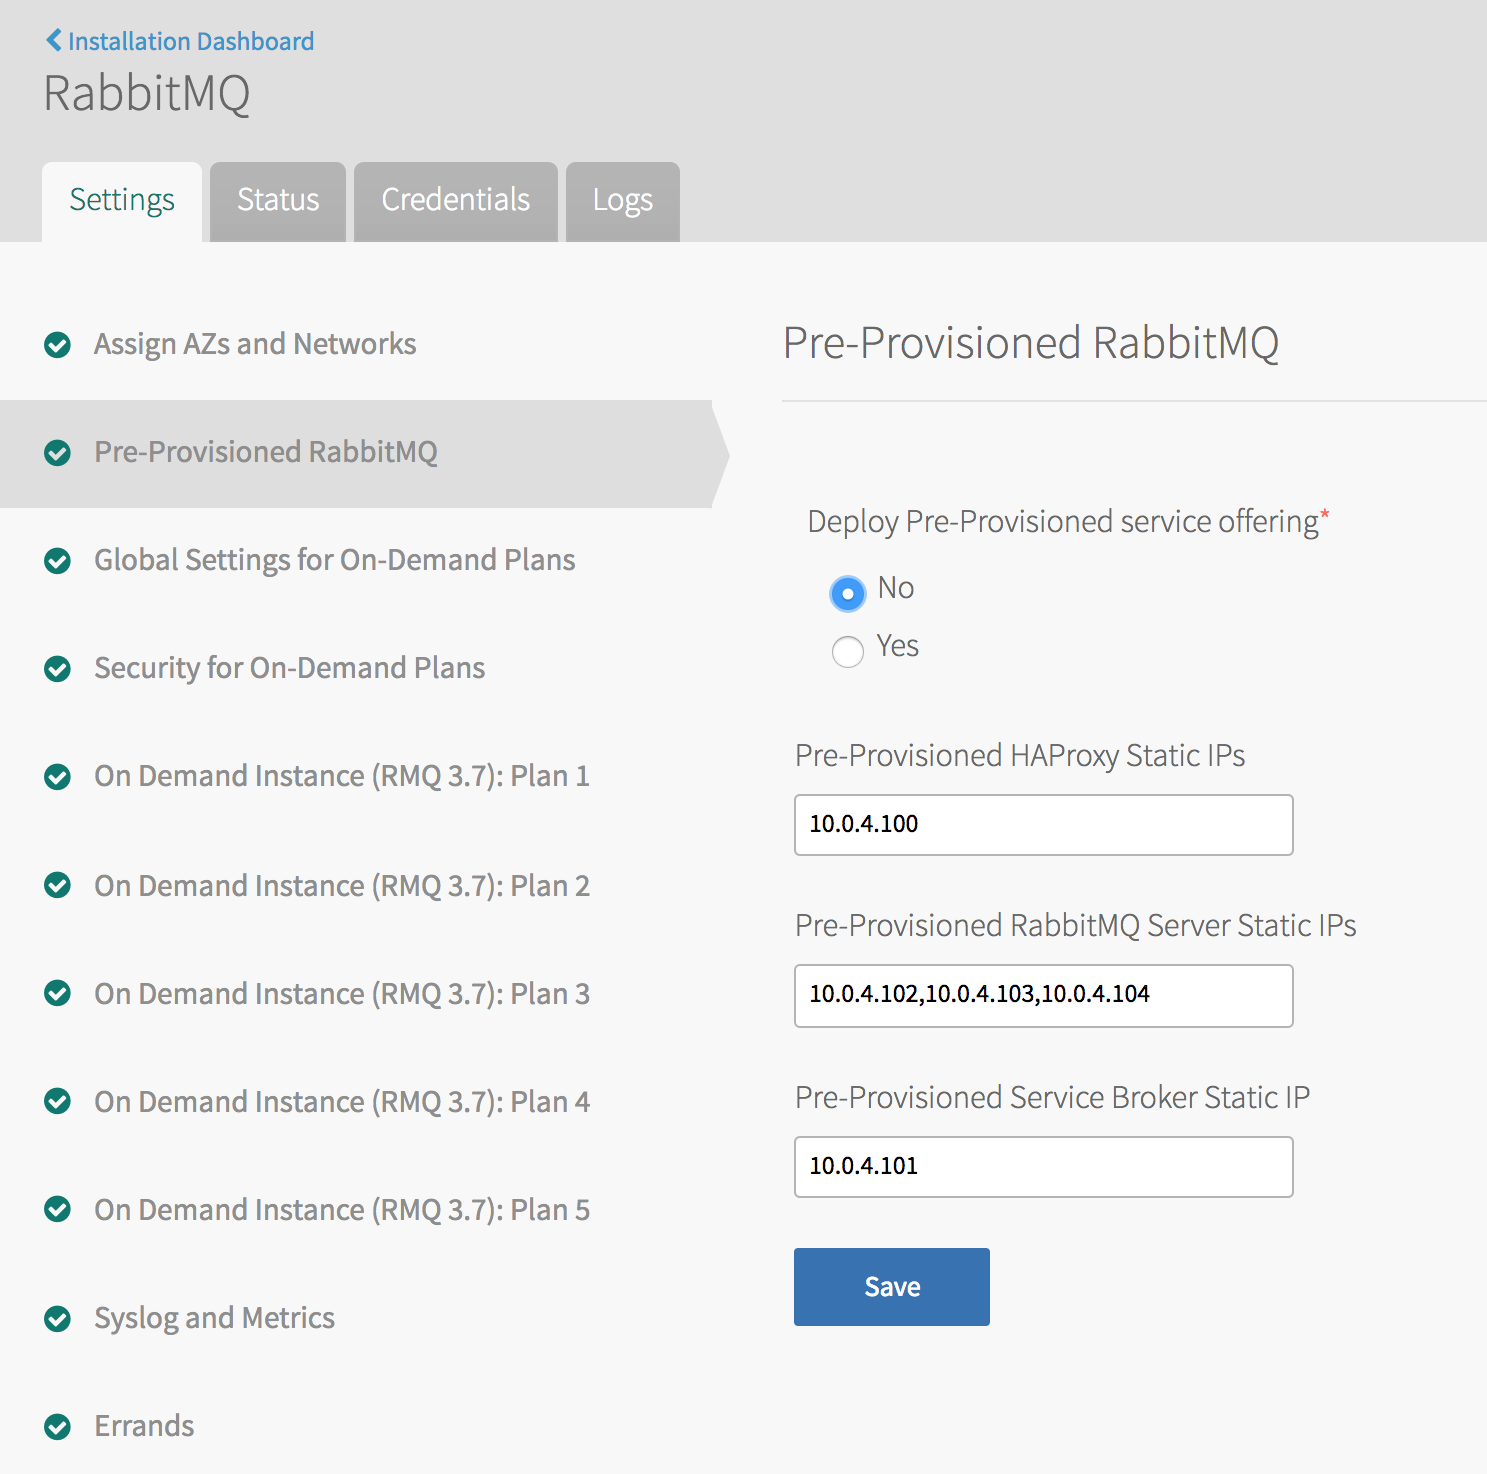 Installation Dashboard
RabbitMQ
Settings
Status
Credentials
Logs
Assign AZs and Networks
Pre-Provisioned RabbitMQ
Global Settings for On-Demand Plans
Security for On-Demand Plans
On Demand Instance (RMQ 3.7): Plan 1
On Demand Instance (RMQ 3.7): Plan 2
On Demand Instance (RMQ 3.7): Plan 3
On Demand Instance (RMQ 3.7): Plan 4
On Demand Instance (RMQ 3.7): Plan 5
Syslog and Metrics
Errands
Pre-Provisioned RabbitMQ
Deploy Pre-Provisioned service offering*
No
Yes
Pre-Provisioned HAProxy Static IPs
10.0.4.100
Pre-Provisioned RabbitMQ Server Static IPs
10.0.4.102,10.0.4.103,10.0.4.104
Pre-Provisioned Service Broker Static IP
10.0.4.101
Save